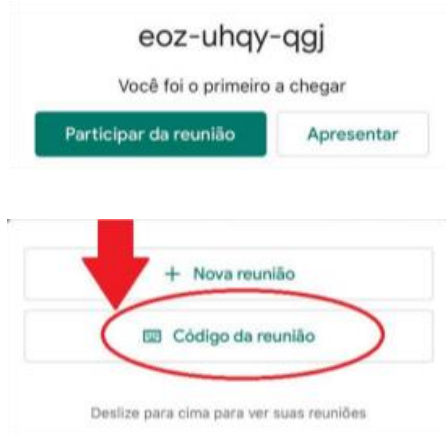 eoz-uhqy-qgj
Você foi o primeiro a chegar
Participar da reunião
Apresentar
+ Nova reunião
Código da reunião
Deslize para cima para ver suas reuniões